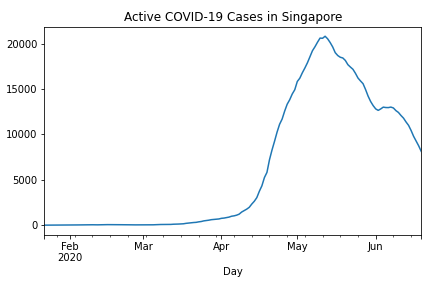 Active COVID-19 Cases in Singapore
20000
15000
10000
5000
0
Feb
2020
Mar
Apr
May
Jun
Day